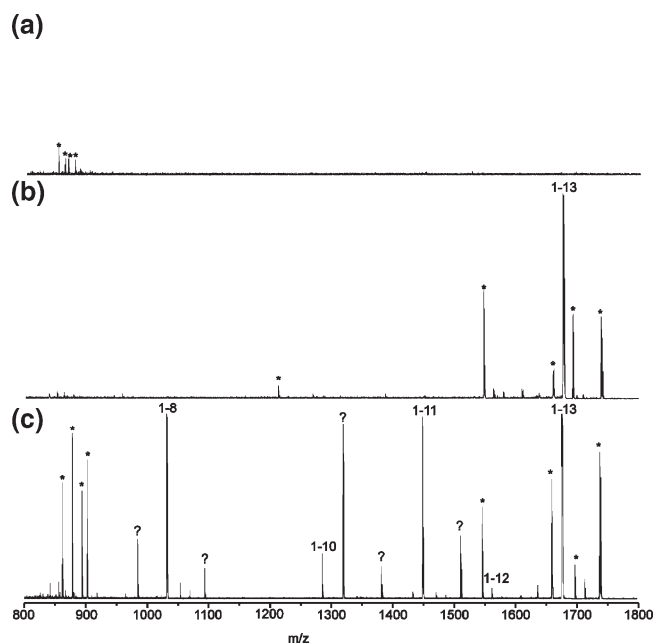 (a)
* * * *
(b)
1-13
* * * * *
(c)
1-8 ? 1-11 1-13
* * * * ? ? 1-10 ? ? * 1-12 * * *
800 900 1000 1100 1200 1300 1400 1500 1600 1700 1800
m/z